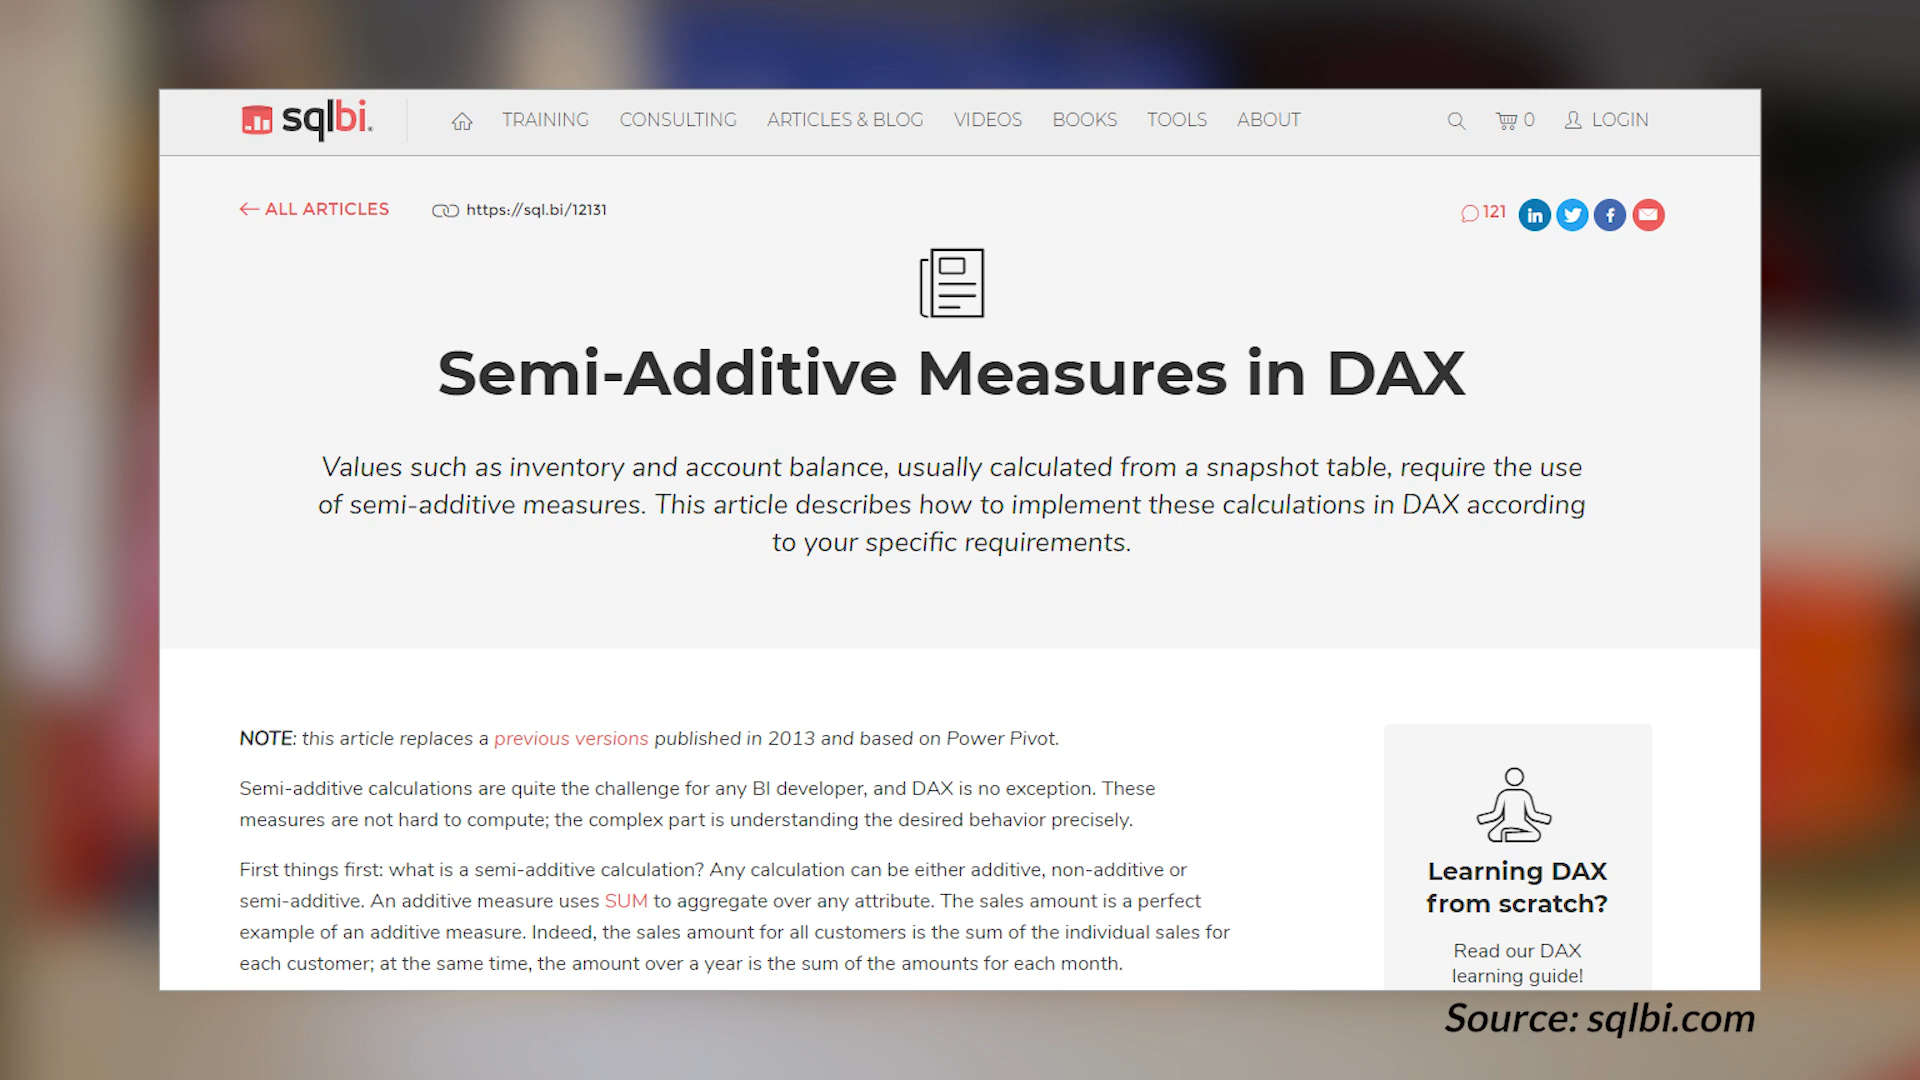 sqlbi.
TRAINING CONSULTING ARTICLES & BLOG VIDEOS BOOKS TOOLS ABOUT 0 LOGIN
← ALL ARTICLES https://sql.bi/12131 121
Semi-Additive Measures in DAX
Values such as inventory and account balance, usually calculated from a snapshot table, require the use
of semi-additive measures. This article describes how to implement these calculations in DAX according
to your specific requirements.
NOTE: this article replaces a previous versions published in 2013 and based on Power Pivot.
Semi-additive calculations are quite the challenge for any BI developer, and DAX is no exception. These
measures are not hard to compute; the complex part is understanding the desired behavior precisely.
First things first: what is a semi-additive calculation? Any calculation can be either additive, non-additive or
semi-additive. An additive measure uses SUM to aggregate over any attribute. The sales amount is a perfect
example of an additive measure. Indeed, the sales amount for all customers is the sum of the individual sales for
each customer; at the same time, the amount over a year is the sum of the amounts for each month.
Learning DAX
from scratch?
Read our DAX
learning guide!
Source: sqlbi.com